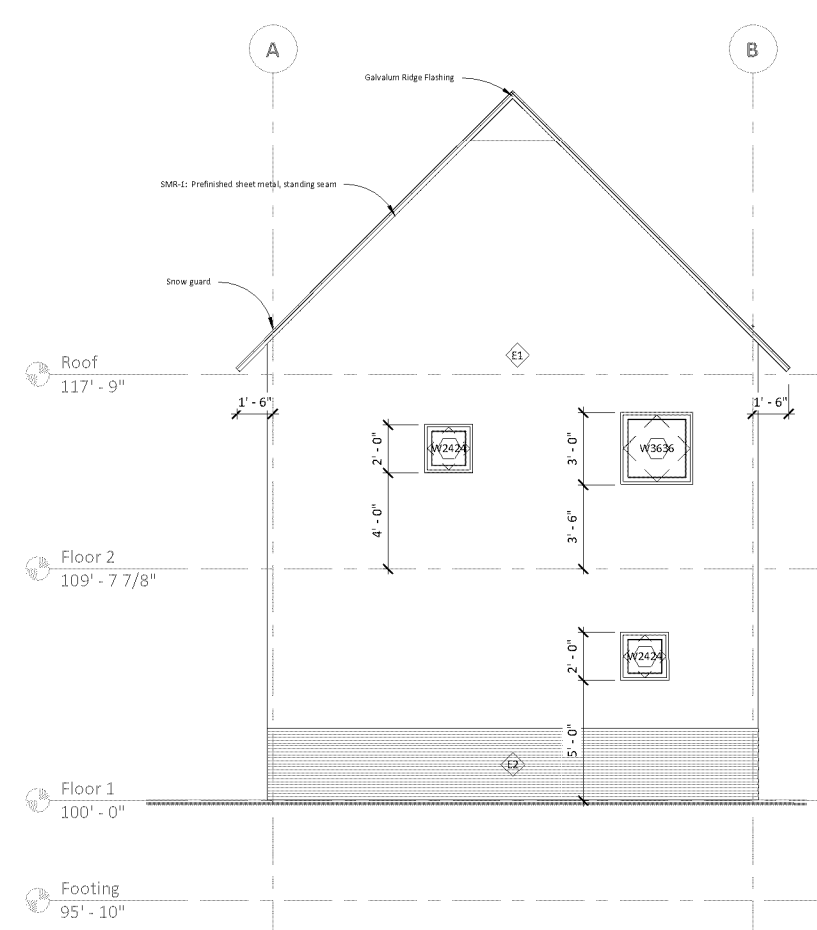 A
B
Galvalum Ridge Flashing
SMR-1: Prefinished sheet metal, standing seam
Snow guard
E1
Roof
117' - 9"
1' - 6"
1' - 6"
2' - 0"
W2424
3' - 0"
W3636
4' - 0"
3' - 6"
Floor 2
109' - 7 7/8"
2' - 0"
W2424
5' - 0"
E2
Floor 1
100' - 0"
Footing
95' - 10"